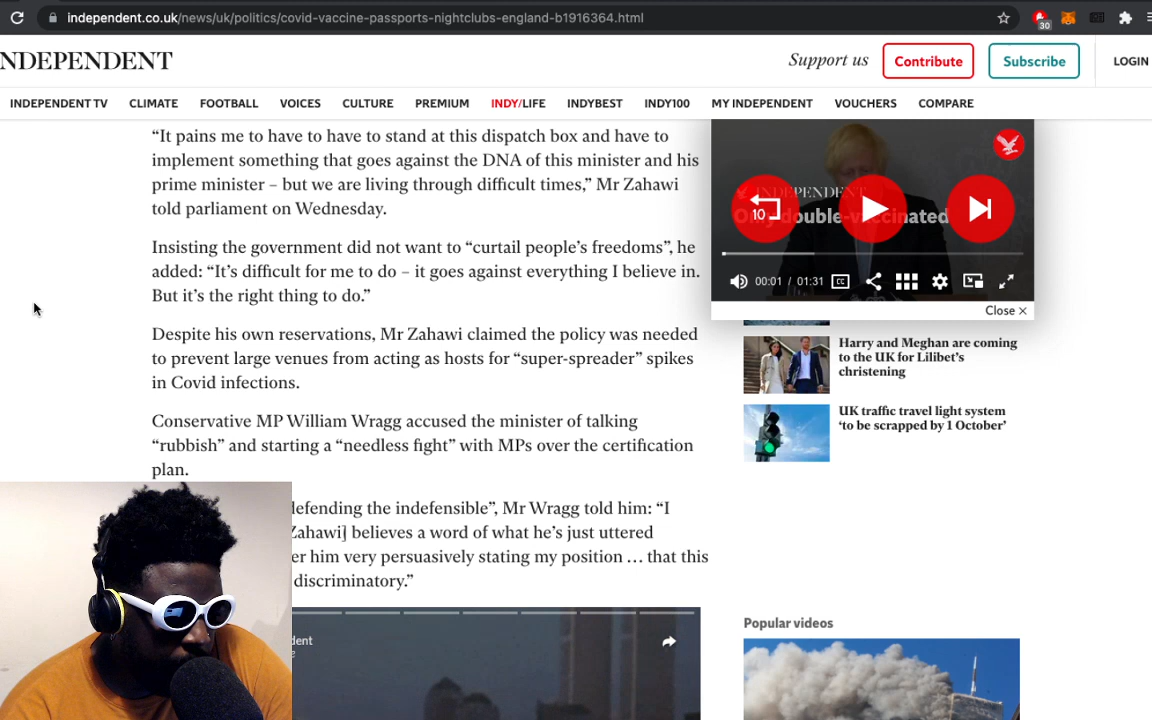 independent.co.uk/news/uk/politics/covid-vaccine-passports-nightclubs-england-b1916364.html
30
NDEPENDENT
Support us
Contribute
Subscribe
LOGIN
INDEPENDENT TV
CLIMATE
FOOTBALL
VOICES
CULTURE
PREMIUM
INDY/LIFE
INDYBEST
INDY100
MY INDEPENDENT
VOUCHERS
COMPARE
“It pains me to have to have to stand at this dispatch box and have to
implement something that goes against the DNA of this minister and his
prime minister – but we are living through difficult times,” Mr Zahawi
told parliament on Wednesday.
Insisting the government did not want to “curtail people’s freedoms”, he
added: “It’s difficult for me to do – it goes against everything I believe in.
But it’s the right thing to do.”
Despite his own reservations, Mr Zahawi claimed the policy was needed
to prevent large venues from acting as hosts for “super-spreader” spikes
in Covid infections.
Conservative MP William Wragg accused the minister of talking
“rubbish” and starting a “needless fight” with MPs over the certification
plan.
defending the indefensible”, Mr Wragg told him: “I
Zahawi] believes a word of what he’s just uttered
er him very persuasively stating my position … that this
discriminatory.”
dent
INDEPENDENT
Only double-vaccinated
10
00:01 / 01:31
CC
Close ×
Harry and Meghan are coming
to the UK for Lilibet’s
christening
UK traffic travel light system
‘to be scrapped by 1 October’
Popular videos